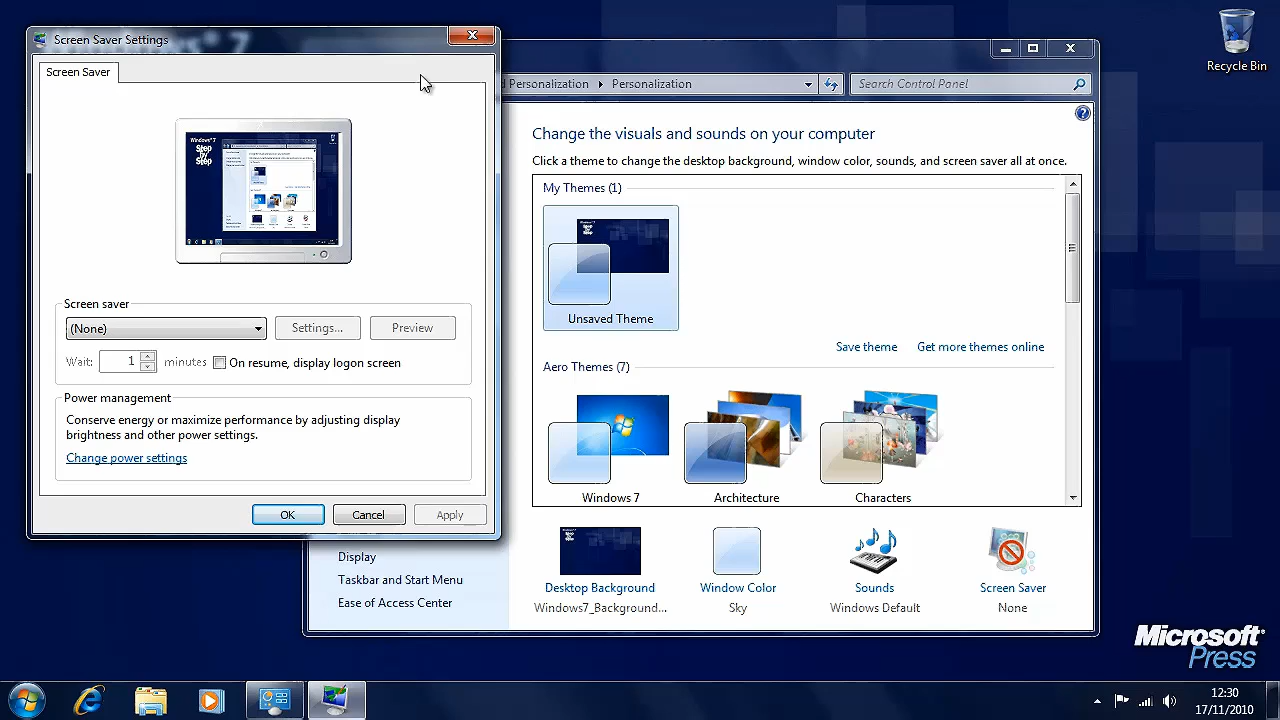 Screen Saver Settings
Screen Saver
Windows 7
Step
by
Step
Screen saver
(None)
Settings...
Preview
Wait:
1
minutes
On resume, display logon screen
Power management
Conserve energy or maximize performance by adjusting display
brightness and other power settings.
Change power settings
OK
Cancel
Apply
d Personalization
Personalization
Search Control Panel
Change the visuals and sounds on your computer
Click a theme to change the desktop background, window color, sounds, and screen saver all at once.
My Themes (1)
Unsaved Theme
Save theme
Get more themes online
Aero Themes (7)
Windows 7
Architecture
Characters
Desktop Background
Windows7_Background...
Window Color
Sky
Sounds
Windows Default
Screen Saver
None
Display
Taskbar and Start Menu
Ease of Access Center
Recycle Bin
Microsoft
Press
12:30
17/11/2010